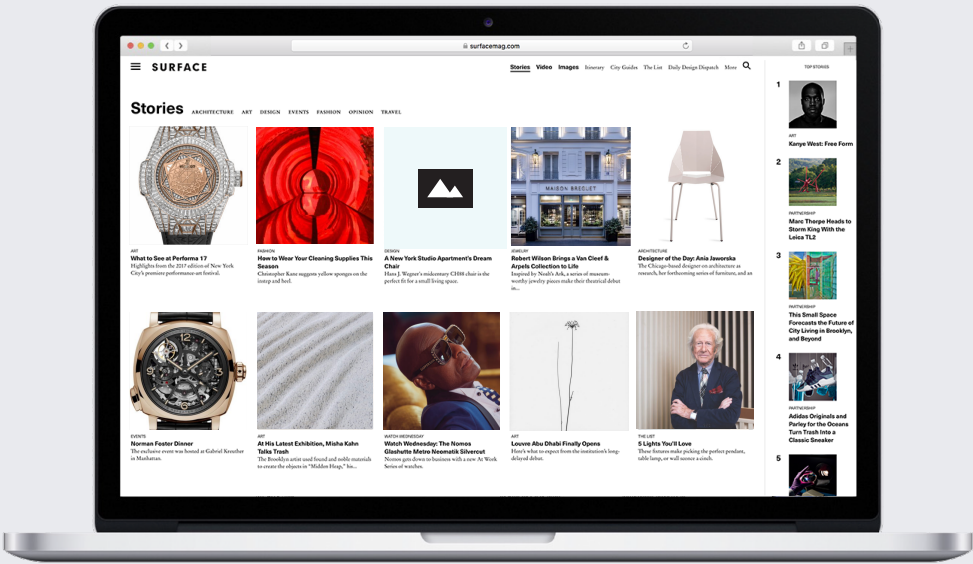 surfacemag.com
SURFACE
Stories Video Images Itinerary City Guides The List Daily Design Dispatch More
Stories ARCHITECTURE ART DESIGN EVENTS FASHION OPINION TRAVEL
ART
What to See at Performa 17
Highlights from the 2017 edition of New York
City's premiere performance art festival.
FASHION
How to Wear Your Cleaning Supplies This
Season
Christopher Kane suggests yellow sponges on the
instep and heel.
DESIGN
A New York Studio Apartment's Dream
Chair
Hans J. Wegner's midcentury CH88 chair is the
perfect fit for a small living space.
MAISON BREGUET
JEWELRY
Robert Wilson Brings a Van Cleef &
Arpels Collection to Life
Inspired by Noah's Ark, a series of museum-
worthy jewelry pieces make their theatrical debut
in...
ARCHITECTURE
Designer of the Day: Ania Jaworska
The Chicago-based designer on architecture as
research, her forthcoming series of furniture, and an
EVENTS
Norman Foster Dinner
The exclusive event was hosted at Gabriel Kreuther
in Manhattan.
ART
At His Latest Exhibition, Misha Kahn
Talks Trash
The Brooklyn artist used found and noble materials
to create the objects in "Midden Heap," his...
WATCH WEDNESDAY
Watch Wednesday: The Nomos
Glashutte Metro Neomatik Silvercut
Nomos gets down to business with a new At Work
Series of watches.
ART
Louvre Abu Dhabi Finally Opens
Here's what to expect from the institution's long-
delayed debut.
THE LIST
5 Lights You'll Love
These fixtures make picking the perfect pendant,
table lamp, or wall sconce a cinch.
TOP STORIES
1
ART
Kanye West: Free Form
2
PARTNERSHIP
Marc Thorpe Heads to
Storm King With the
Leica TL2
3
PARTNERSHIP
This Small Space
Forecasts the Future of
City Living in Brooklyn,
and Beyond
4
PARTNERSHIP
Adidas Originals and
Parley for the Oceans
Turn Trash Into a
Classic Sneaker
5